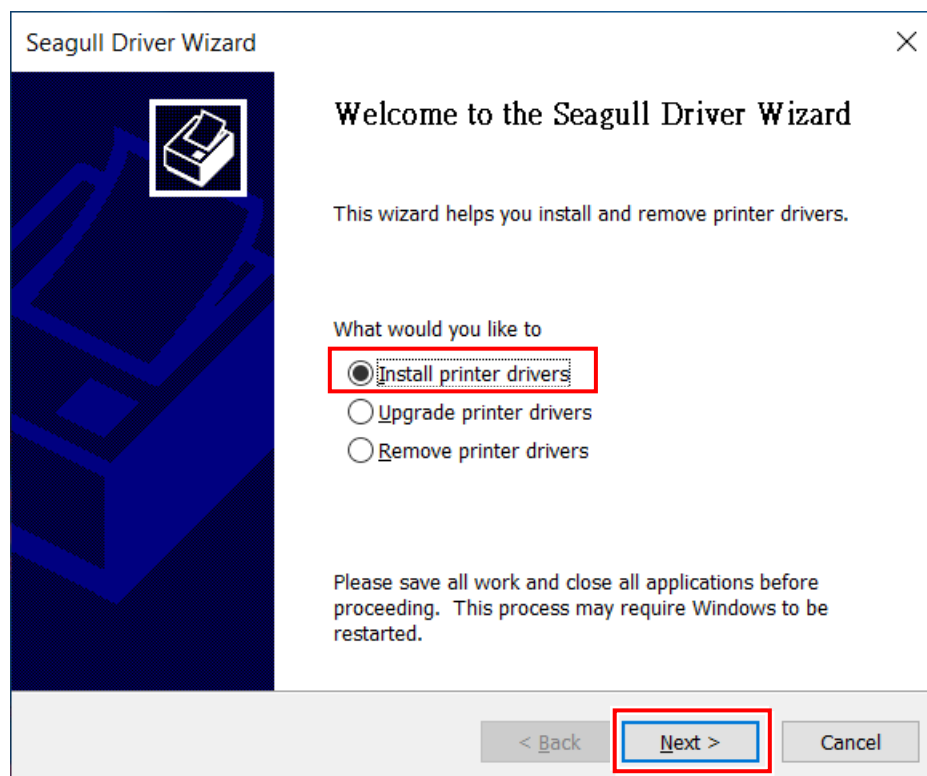 Seagull Driver Wizard
Welcome to the Seagull Driver Wizard
This wizard helps you install and remove printer drivers.
What would you like to
Install printer drivers
Upgrade printer drivers
Remove printer drivers
Please save all work and close all applications before
proceeding. This process may require Windows to be
restarted.
< Back Next > Cancel